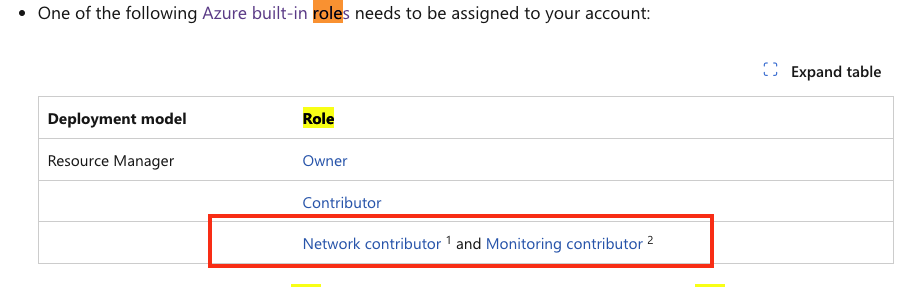 One of the following Azure built-in roles needs to be assigned to your account:
Expand table
Deployment model Role
Resource Manager Owner
Contributor
Network contributor 1 and Monitoring contributor 2